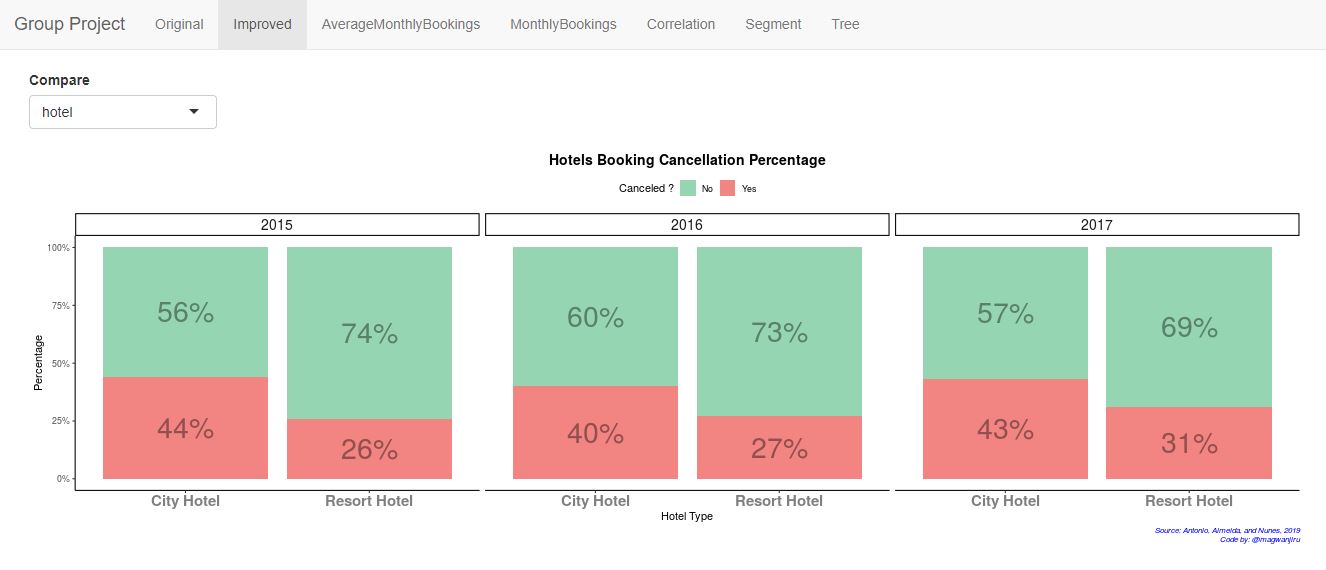 Group Project Original Improved AverageMonthlyBookings MonthlyBookings Correlation Segment Tree
Compare
hotel
Hotels Booking Cancellation Percentage
Canceled ? No Yes
2015 2016 2017
100%
75%
50%
25%
0%
Percentage
56% 74% 60% 73% 57% 69%
44% 26% 40% 27% 43% 31%
City Hotel Resort Hotel City Hotel Resort Hotel City Hotel Resort Hotel
Hotel Type
Source: Antonio, Almeida, and Nunes, 2019
Code by: @magwanjiru